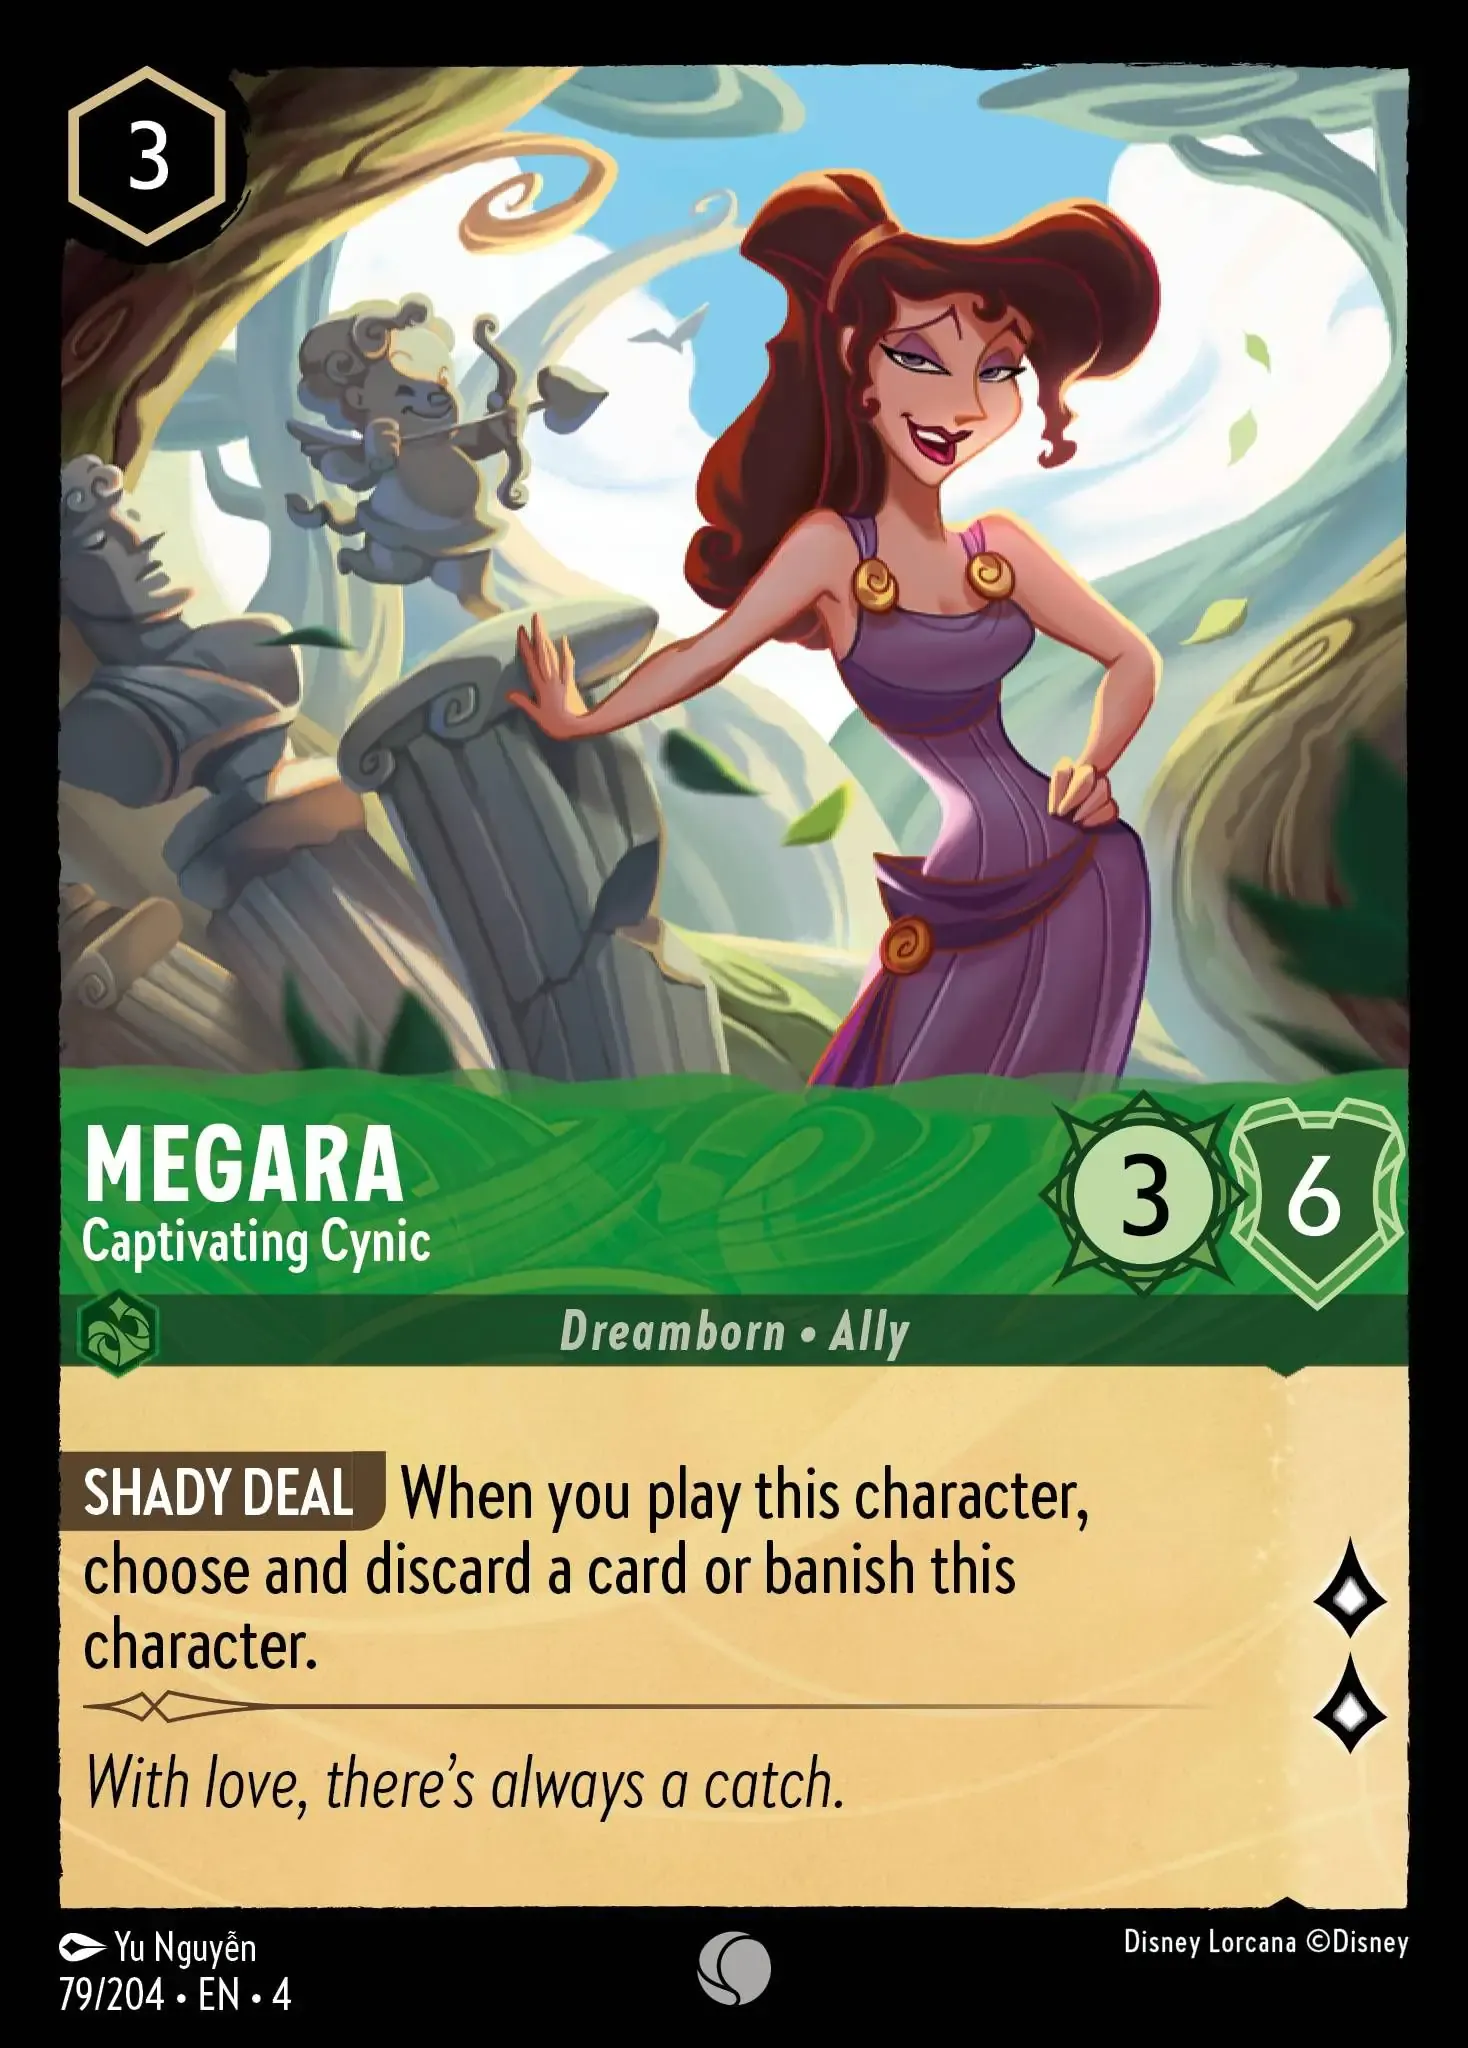 3
MEGARA
Captivating Cynic
3
6
Dreamborn • Ally
SHADY DEAL When you play this character,
choose and discard a card or banish this
character.
With love, there's always a catch.
Yu Nguyễn
79/204 • EN • 4
Disney Lorcana ©Disney